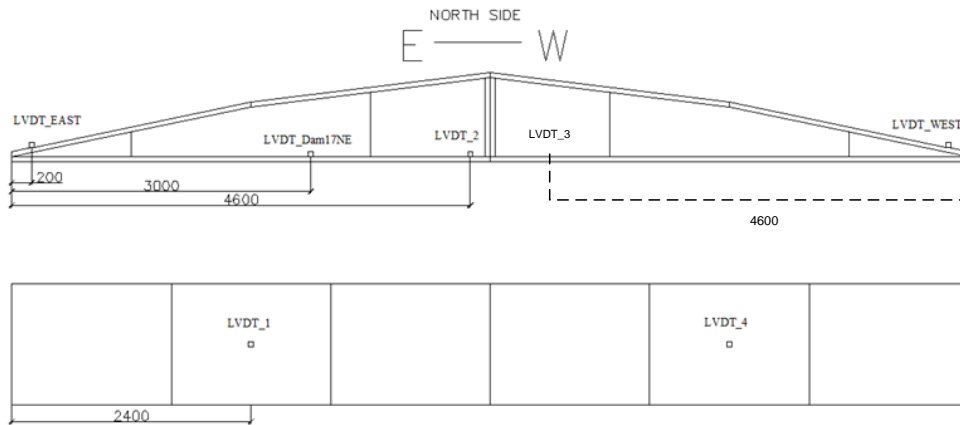 NORTH SIDE
E W
LVDT_EAST
LVDT_Dam17NE
LVDT_2
LVDT_3
LVDT_WEST
200
3000
4600
4600
LVDT_1
LVDT_4
2400